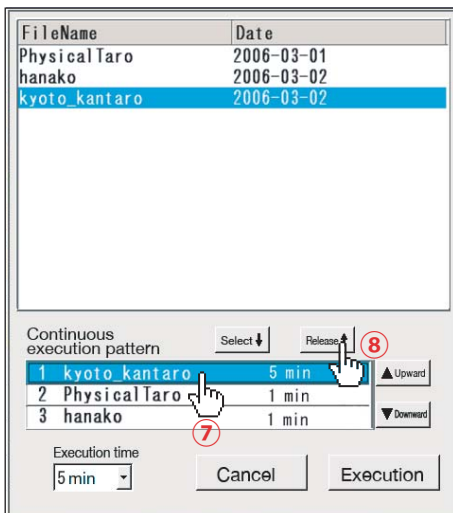 FileName Date
PhysicalTaro 2006-03-01
hanako 2006-03-02
kyoto_kantaro 2006-03-02
Continuous
execution pattern
Select Release ⑧
1 kyoto_kantaro 5 min Upward
2 PhysicalTaro 1 min
3 hanako 1 min Downward
⑦
Execution time
5 min Cancel Execution